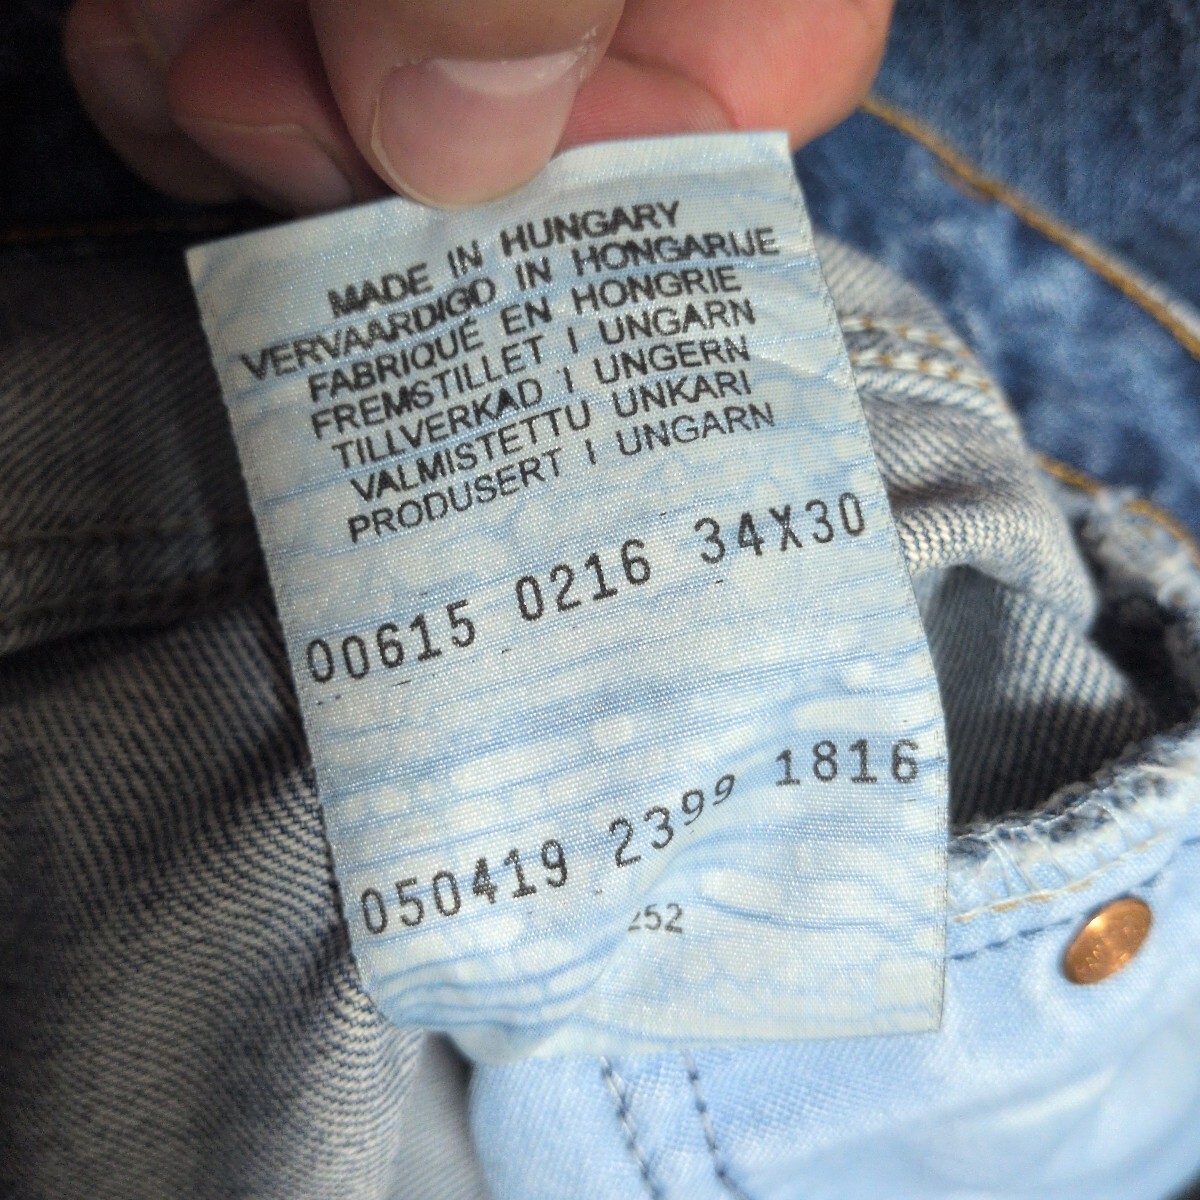 MADE IN HUNGARY
VERVAARDIGD IN HONGARIJE
FABRIQUÉ EN HONGRIE
FREMSTILLET I UNGARN
TILLVERKAD I UNGERN
VALMISTETTU UNKARI
PRODUSERT I UNGARN
00615 0216 34X30
050419 23⁹⁹ 1816
252